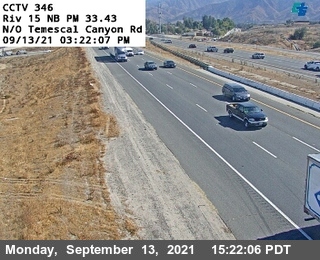 CCTV 346
Riv 15 NB PM 33.43
N/O Temescal Canyon Rd
09/13/21 03:22:07 PM
Monday, September 13, 2021 15:22:06 PDT